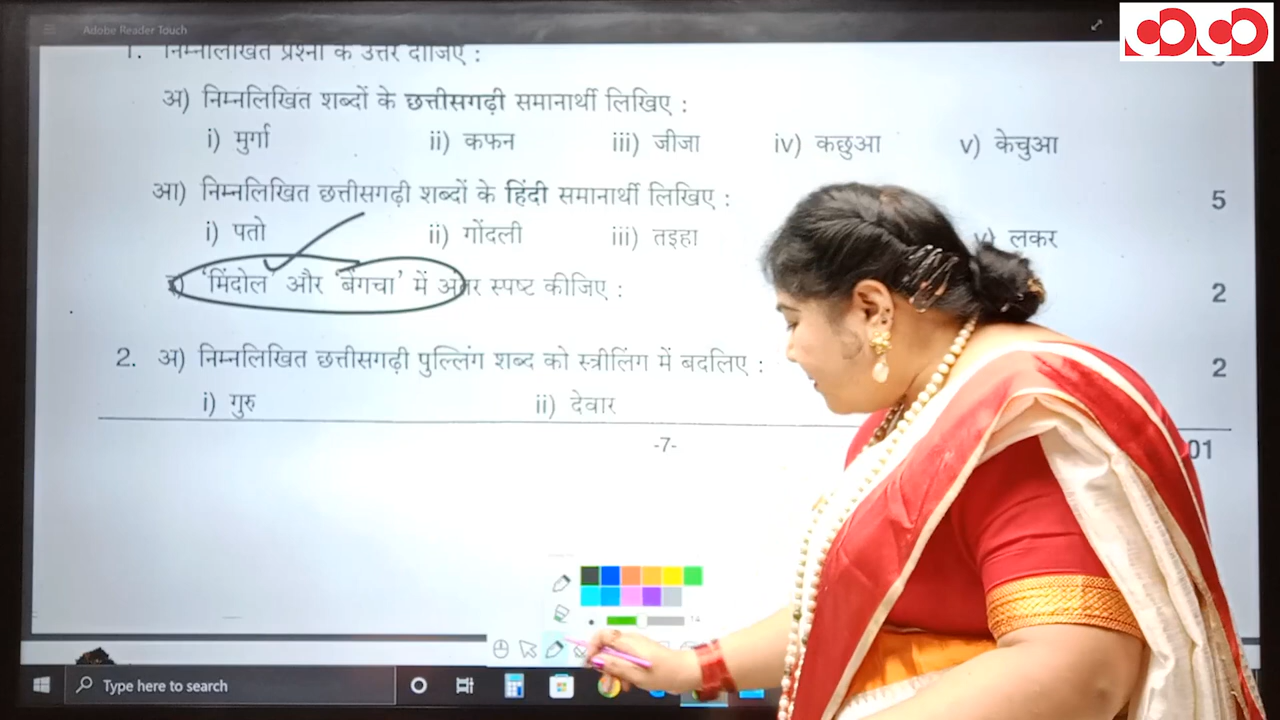 Adobe Reader Touch
1. निम्नलिखित प्रश्नों के उत्तर दीजिए :
अ) निम्नलिखित शब्दों के छत्तीसगढ़ी समानार्थी लिखिए :
i) मुर्गा ii) कफन iii) जीजा iv) कछुआ v) केचुआ
आ) निम्नलिखित छत्तीसगढ़ी शब्दों के हिंदी समानार्थी लिखिए : 5
i) पतो ii) गोंदली iii) तइहा v) लकर
'मिंदोल' और 'बेंगचा' में अंतर स्पष्ट कीजिए : 2
2. अ) निम्नलिखित छत्तीसगढ़ी पुल्लिंग शब्द को स्त्रीलिंग में बदलिए : 2
i) गुरु ii) देवार
-7- 01
14
Type here to search